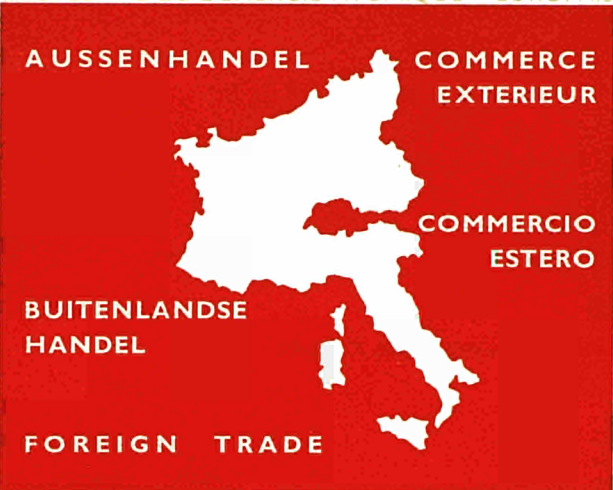 AUSSENHANDEL
COMMERCE
EXTERIEUR
COMMERCIO
ESTERO
BUITENLANDSE
HANDEL
FOREIGN TRADE